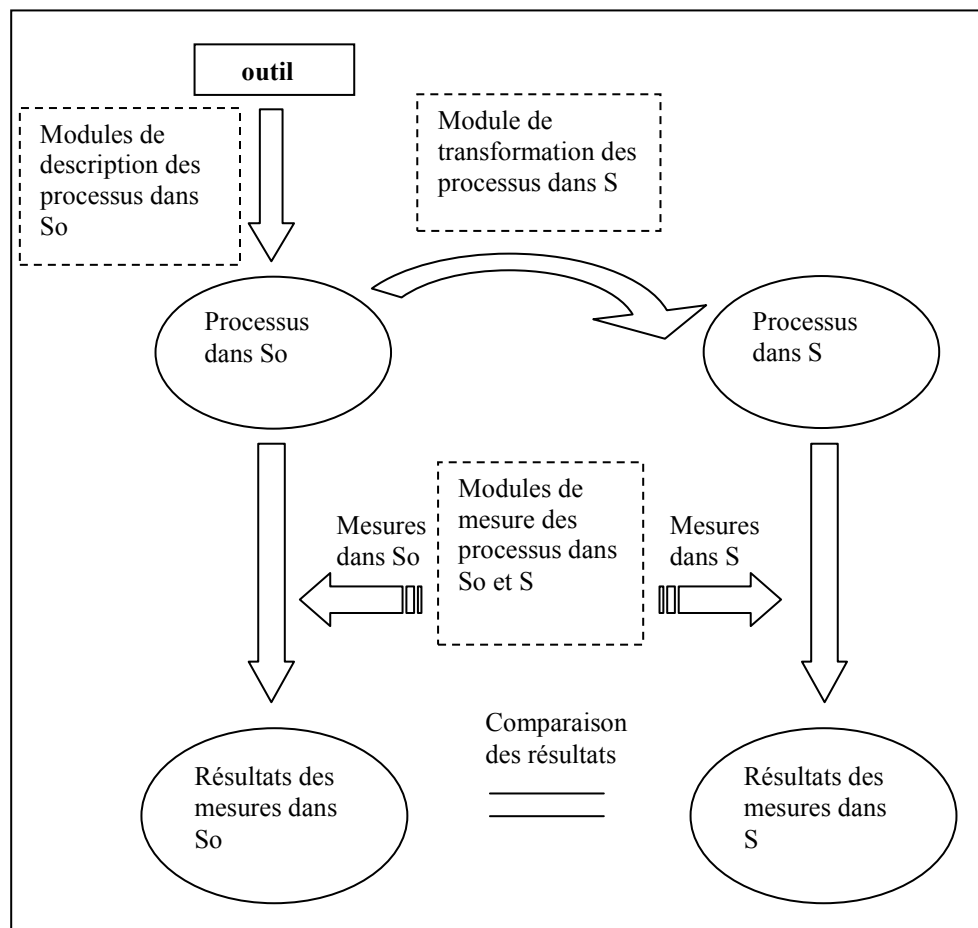 outil
Modules de
description des
processus dans
So
Module de
transformation des
processus dans S
Processus
dans So
Processus
dans S
Mesures
dans So
Modules de
mesure des
processus dans
So et S
Mesures
dans S
Comparaison
des résultats
Résultats des
mesures dans
So
Résultats des
mesures dans
S